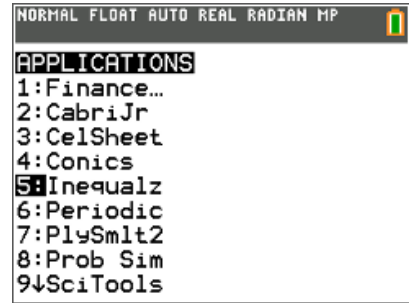 NORMAL FLOAT AUTO REAL RADIAN MP
APPLICATIONS
1:Finance…
2:CabriJr
3:CelSheet
4:Conics
5:Inequalz
6:Periodic
7:PlySmlt2
8:Prob Sim
9↓SciTools